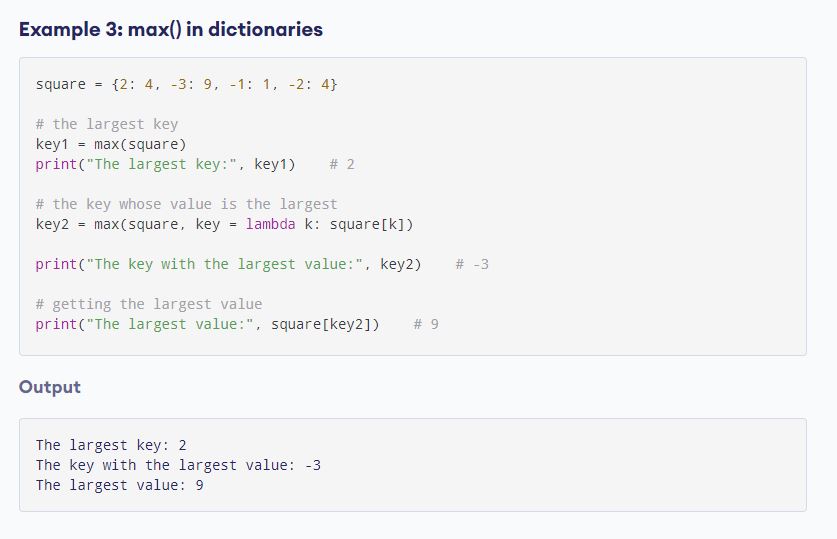 Example 3: max() in dictionaries
square = {2: 4, -3: 9, -1: 1, -2: 4}
# the largest key
key1 = max(square)
print("The largest key:", key1)    # 2
# the key whose value is the largest
key2 = max(square, key = lambda k: square[k])
print("The key with the largest value:", key2)    # -3
# getting the largest value
print("The largest value:", square[key2])    # 9
Output
The largest key: 2
The key with the largest value: -3
The largest value: 9